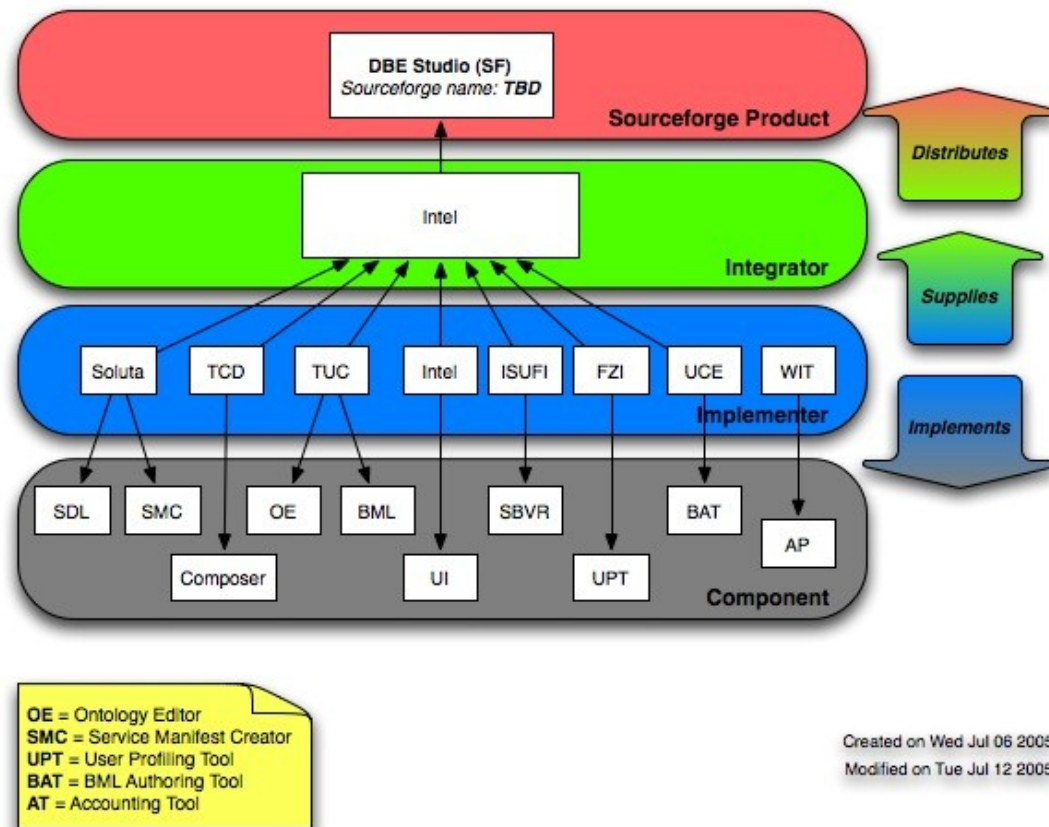 DBE Studio (SF)
Sourceforge name: TBD
Sourceforge Product
Distributes
Intel
Integrator
Supplies
Soluta
TCD
TUC
Intel
ISUFI
FZI
UCE
WIT
Implementer
Implements
SDL
SMC
OE
BML
SBVR
BAT
AP
Composer
UI
UPT
Component
OE = Ontology Editor
SMC = Service Manifest Creator
UPT = User Profiling Tool
BAT = BML Authoring Tool
AT = Accounting Tool
Created on Wed Jul 06 2005
Modified on Tue Jul 12 2005